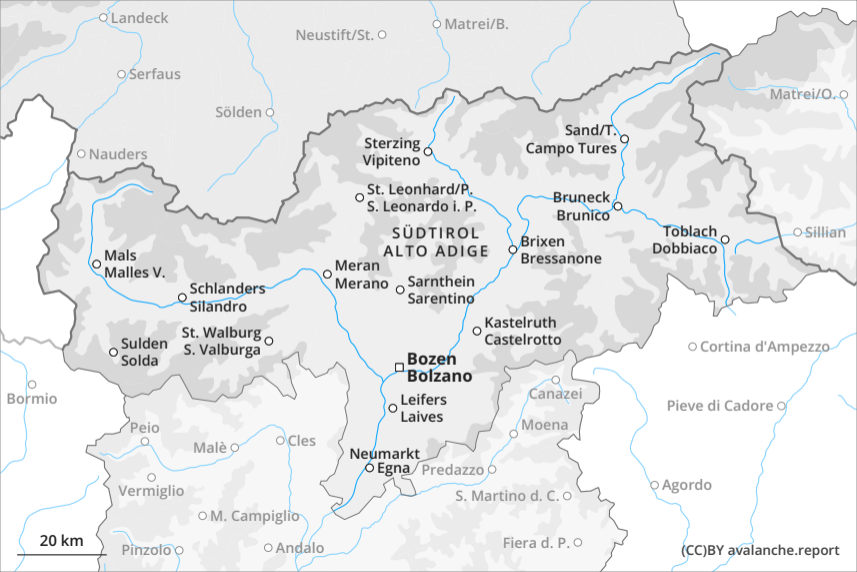 Landeck
Matrei/B.
Neustift/St.
Serfaus
Matrei/O.
Sölden
Sand/T.
Campo Tures
Sterzing
Vipiteno
Nauders
St. Leonhard/P.
S. Leonardo i. P.
Bruneck
Brunico
SÜDTIROL
ALTO ADIGE
Toblach
Dobbiaco
Sillian
Brixen
Bressanone
Mals
Malles V.
Meran
Merano
Sarnthein
Sarentino
Schlanders
Silandro
Kastelruth
Castelrotto
St. Walburg
S. Valburga
Sulden
Solda
Cortina d'Ampezzo
Bozen
Bolzano
Bormio
Canazei
Leifers
Laives
Pieve di Cadore
Peio
Moena
Cles
Malè
Neumarkt
Egna
Predazzo
Vermiglio
Agordo
S. Martino d. C.
M. Campiglio
20 km
Pinzolo
Andalo
Fiera d. P.
(CC)BY avalanche.report